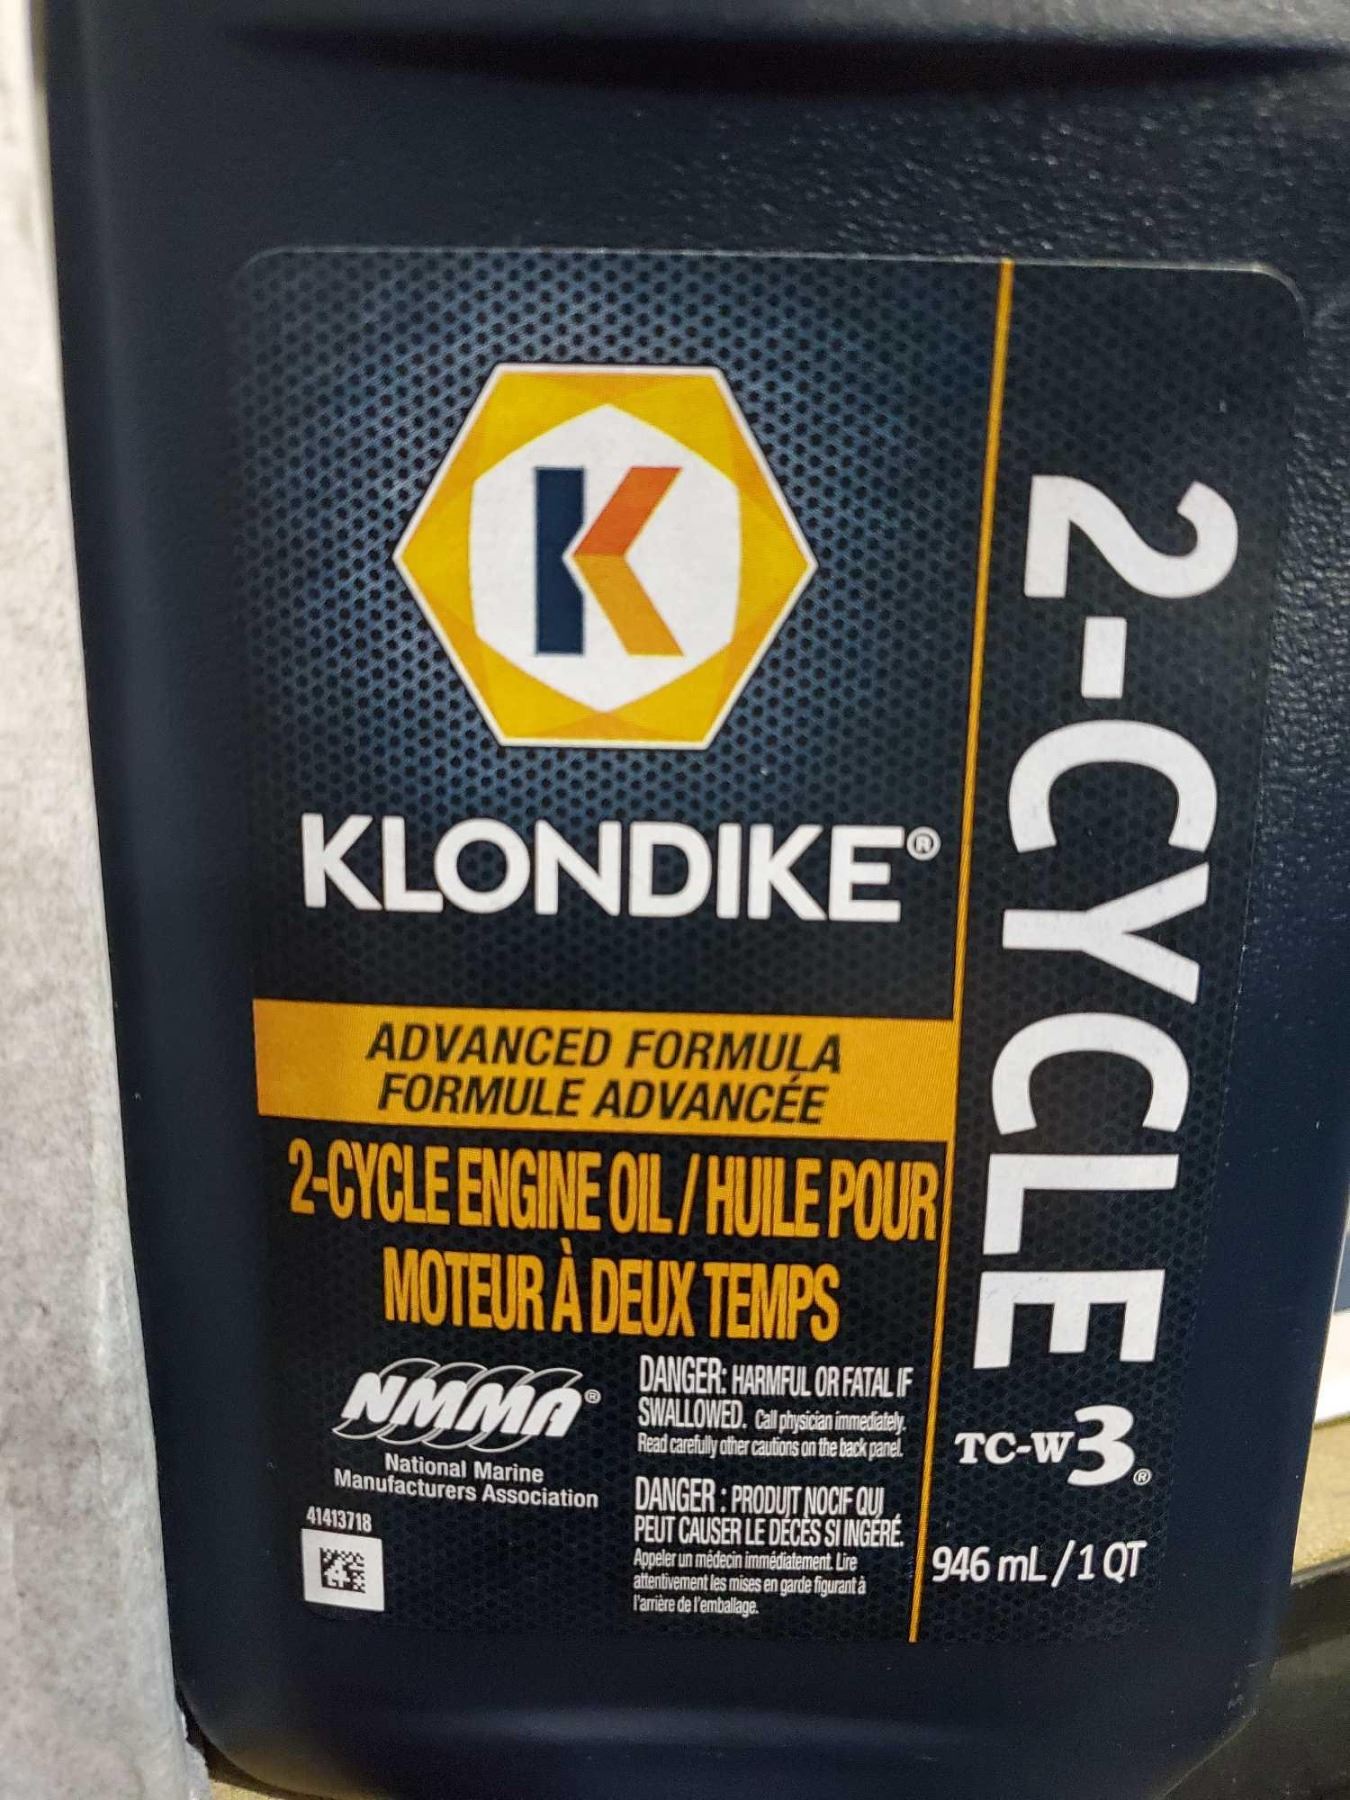 K
KLONDIKE®
ADVANCED FORMULA
FORMULE ADVANCÉE
2-CYCLE ENGINE OIL / HUILE POUR
MOTEUR À DEUX TEMPS
NMMA®
National Marine
Manufacturers Association
41413718
DANGER: HARMFUL OR FATAL IF
SWALLOWED. Call physician immediately.
Read carefully other cautions on the back panel.
DANGER : PRODUIT NOCIF QUI
PEUT CAUSER LE DÉCÈS SI INGÉRÉ.
Appeler un médecin immédiatement. Lire
attentivement les mises en garde figurant à
l'arrière de l'emballage.
2-CYCLE
TC-W3®
946 mL / 1 QT